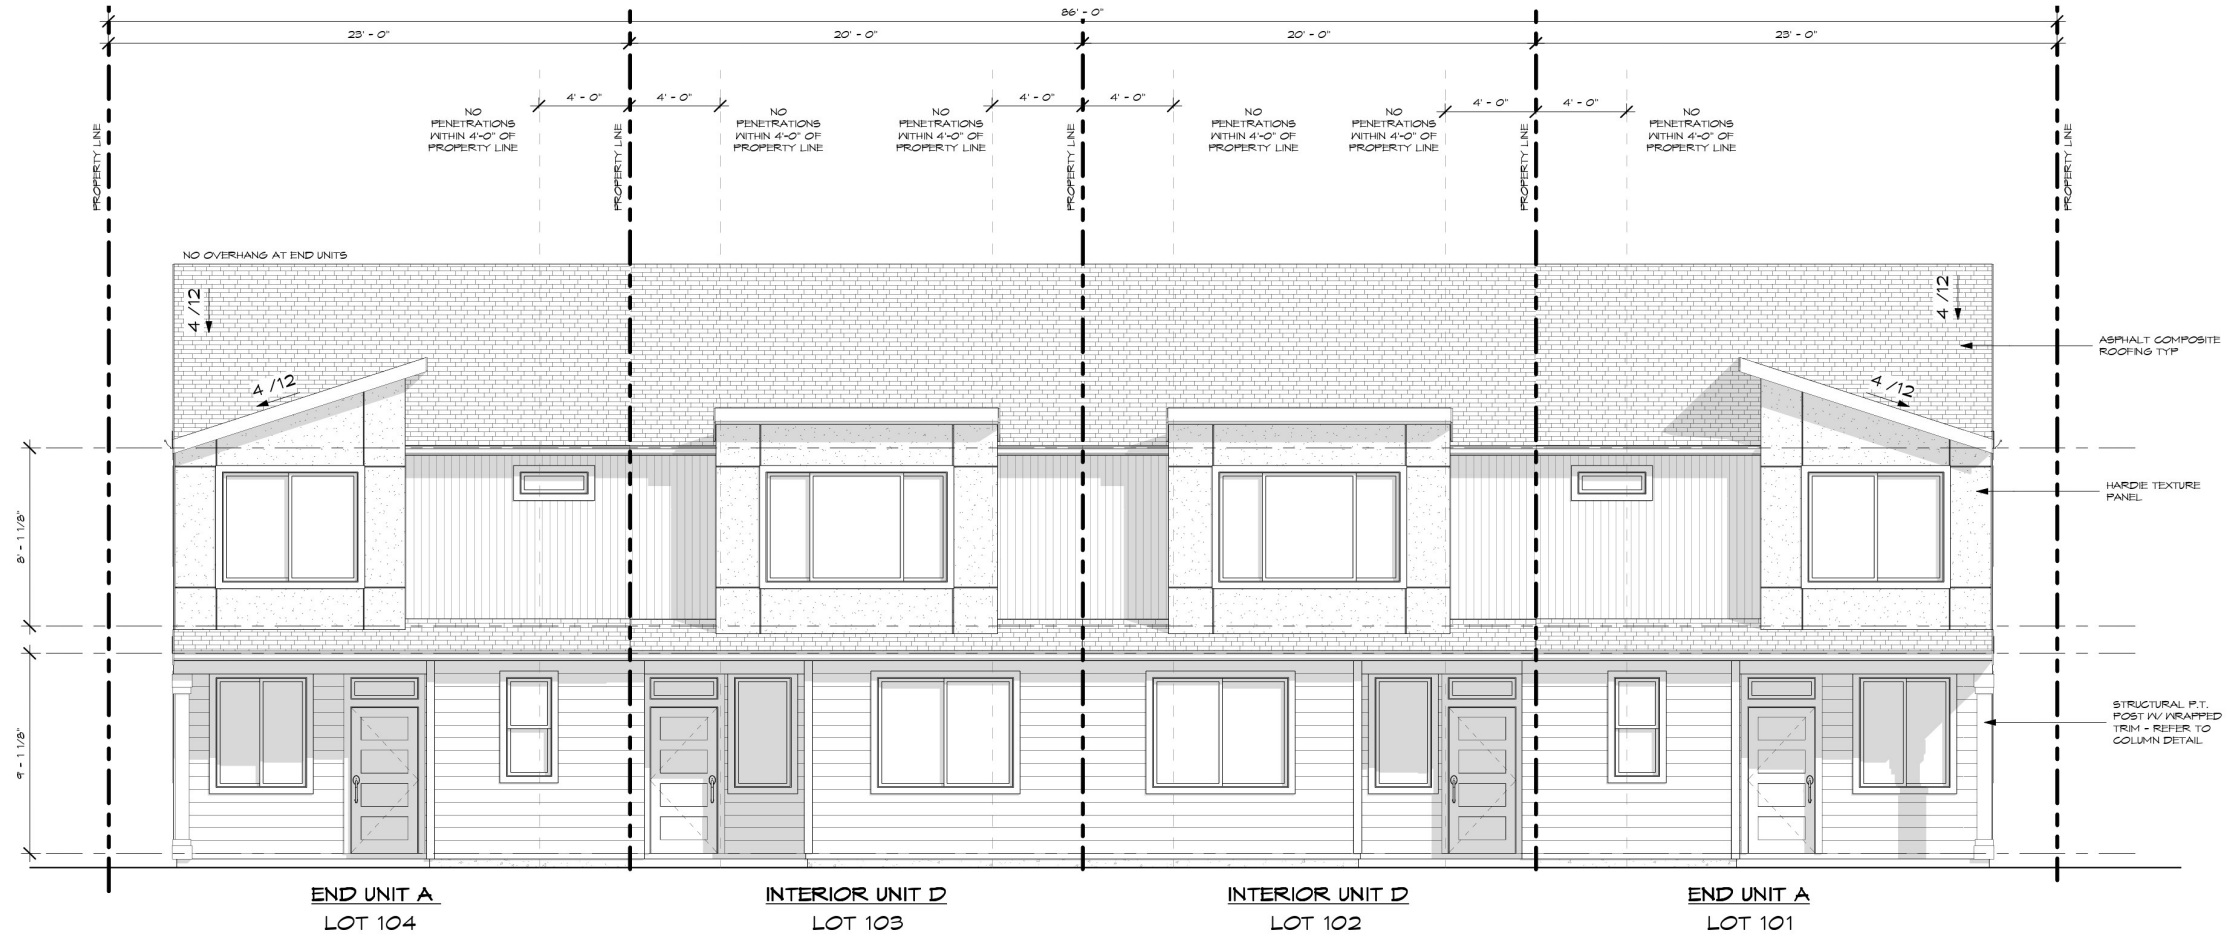 86' - 0"
23' - 0"
20' - 0"
20' - 0"
23' - 0"
4' - 0"
4' - 0"
4' - 0"
4' - 0"
4' - 0"
4' - 0"
NO
PENETRATIONS
WITHIN 4'-0" OF
PROPERTY LINE
NO
PENETRATIONS
WITHIN 4'-0" OF
PROPERTY LINE
NO
PENETRATIONS
WITHIN 4'-0" OF
PROPERTY LINE
NO
PENETRATIONS
WITHIN 4'-0" OF
PROPERTY LINE
NO
PENETRATIONS
WITHIN 4'-0" OF
PROPERTY LINE
NO
PENETRATIONS
WITHIN 4'-0" OF
PROPERTY LINE
PROPERTY LINE
PROPERTY LINE
PROPERTY LINE
PROPERTY LINE
PROPERTY LINE
NO OVERHANG AT END UNITS
4 /12
4 /12
4 /12
4 /12
ASPHALT COMPOSITE
ROOFING TYP
HARDIE TEXTURE
PANEL
8' - 1 1/8"
9' - 1 1/8"
STRUCTURAL P.T.
POST W/ WRAPPED
TRIM - REFER TO
COLUMN DETAIL
END UNIT A
LOT 104
INTERIOR UNIT D
LOT 103
INTERIOR UNIT D
LOT 102
END UNIT A
LOT 101